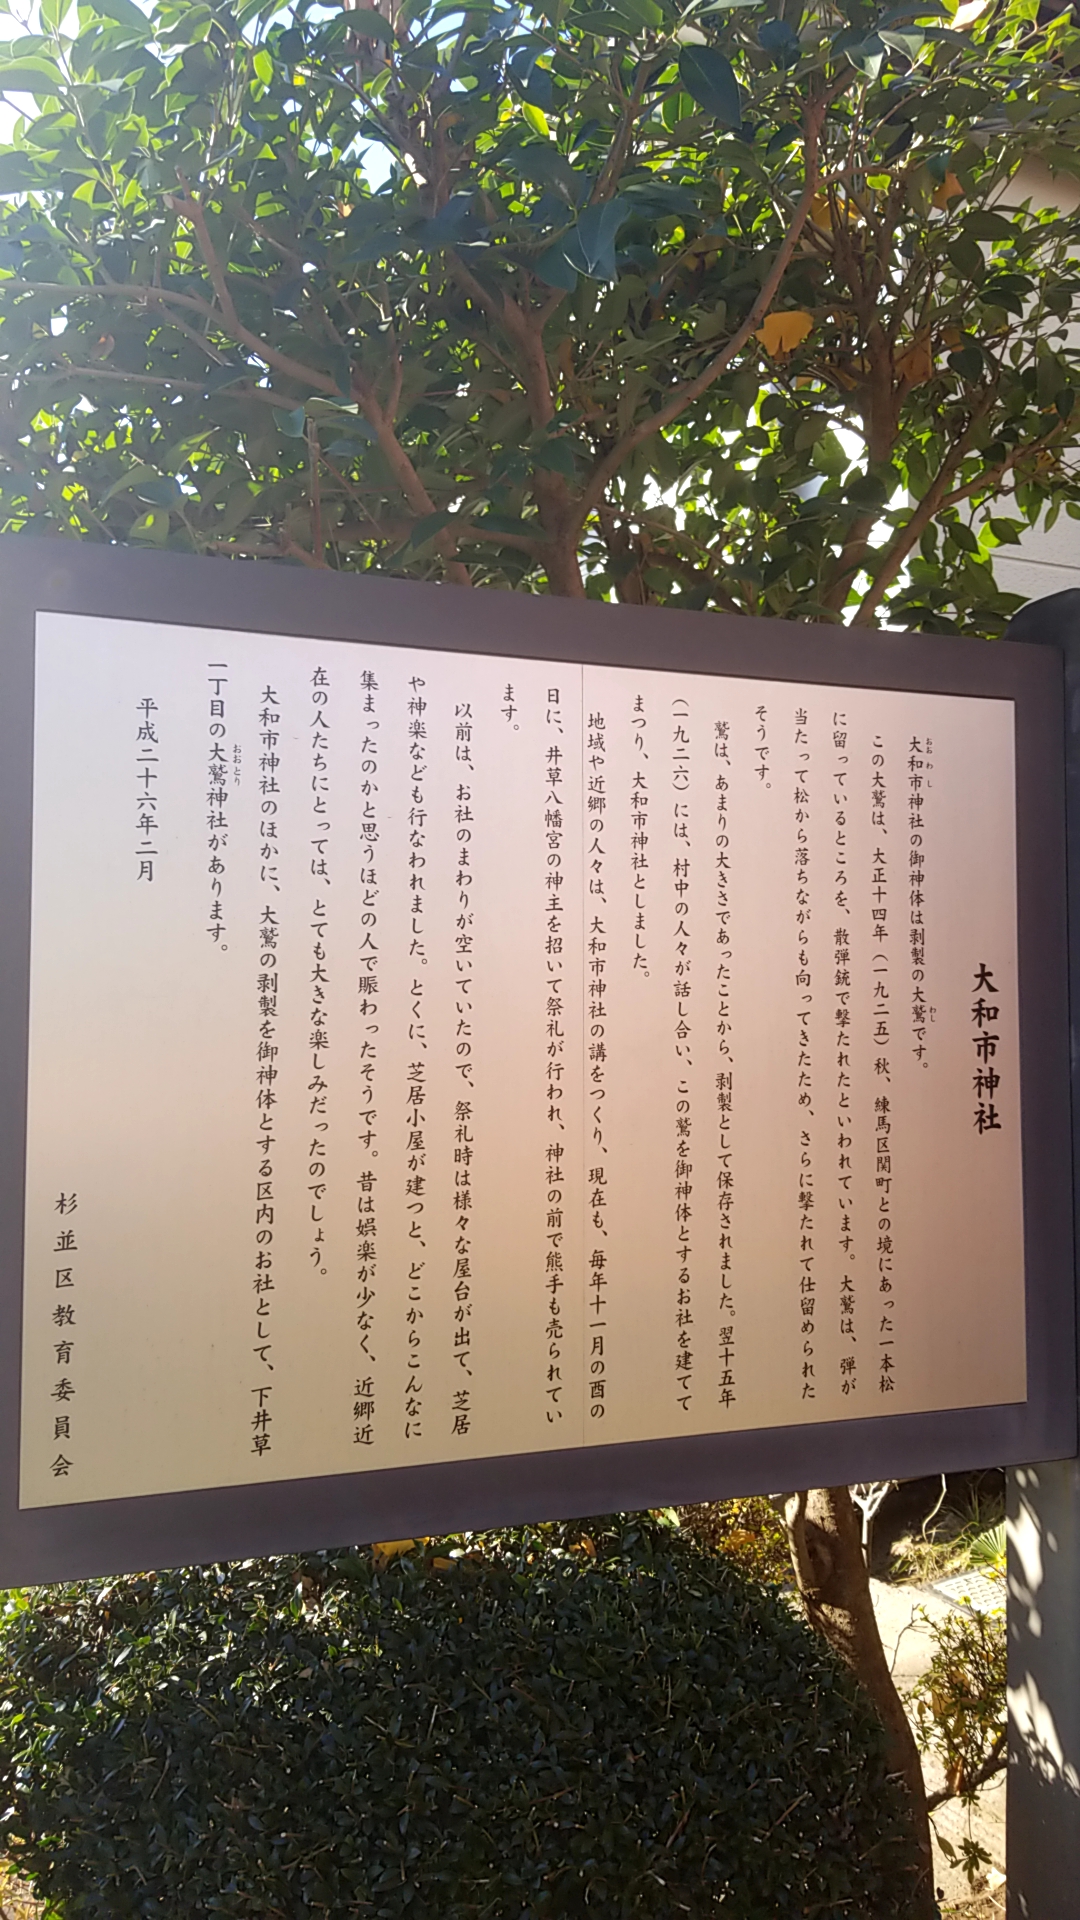 大和市神社
大和市神社の御神体は剥製の大鷲です。
この大鷲は、大正十四年（一九二五）秋、練馬区関町との境にあった一本松
に留っているところを、散弾銃で撃たれたといわれています。大鷲は、弾が
当たって松から落ちながらも向ってきたため、さらに撃たれて仕留められた
そうです。
鷲は、あまりの大きさであったことから、剥製として保存されました。翌十五年
（一九二六）には、村中の人々が話し合い、この鷲を御神体とするお社を建てて
まつり、大和市神社としました。
地域や近郷の人々は、大和市神社の講をつくり、現在も、毎年十一月の酉の
日に、井草八幡宮の神主を招いて祭礼が行われ、神社の前で熊手も売られてい
ます。
以前は、お社のまわりが空いていたので、祭礼時は様々な屋台が出て、芝居
や神楽なども行なわれました。とくに、芝居小屋が建つと、どこからこんなに
集まったのかと思うほどの人で賑わったそうです。昔は娯楽が少なく、近郷近
在の人たちにとっては、とても大きな楽しみだったのでしょう。
大和市神社のほかに、大鷲の剥製を御神体とする区内のお社として、下井草
一丁目の大鷲神社があります。
平成二十六年二月
杉並区教育委員会